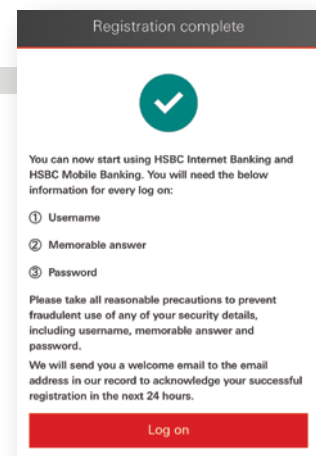 Registration complete
You can now start using HSBC Internet Banking and
HSBC Mobile Banking. You will need the below
information for every log on:
① Username
② Memorable answer
③ Password
Please take all reasonable precautions to prevent
fraudulent use of any of your security details,
including username, memorable answer and
password.
We will send you a welcome email to the email
address in our record to acknowledge your successful
registration in the next 24 hours.
Log on